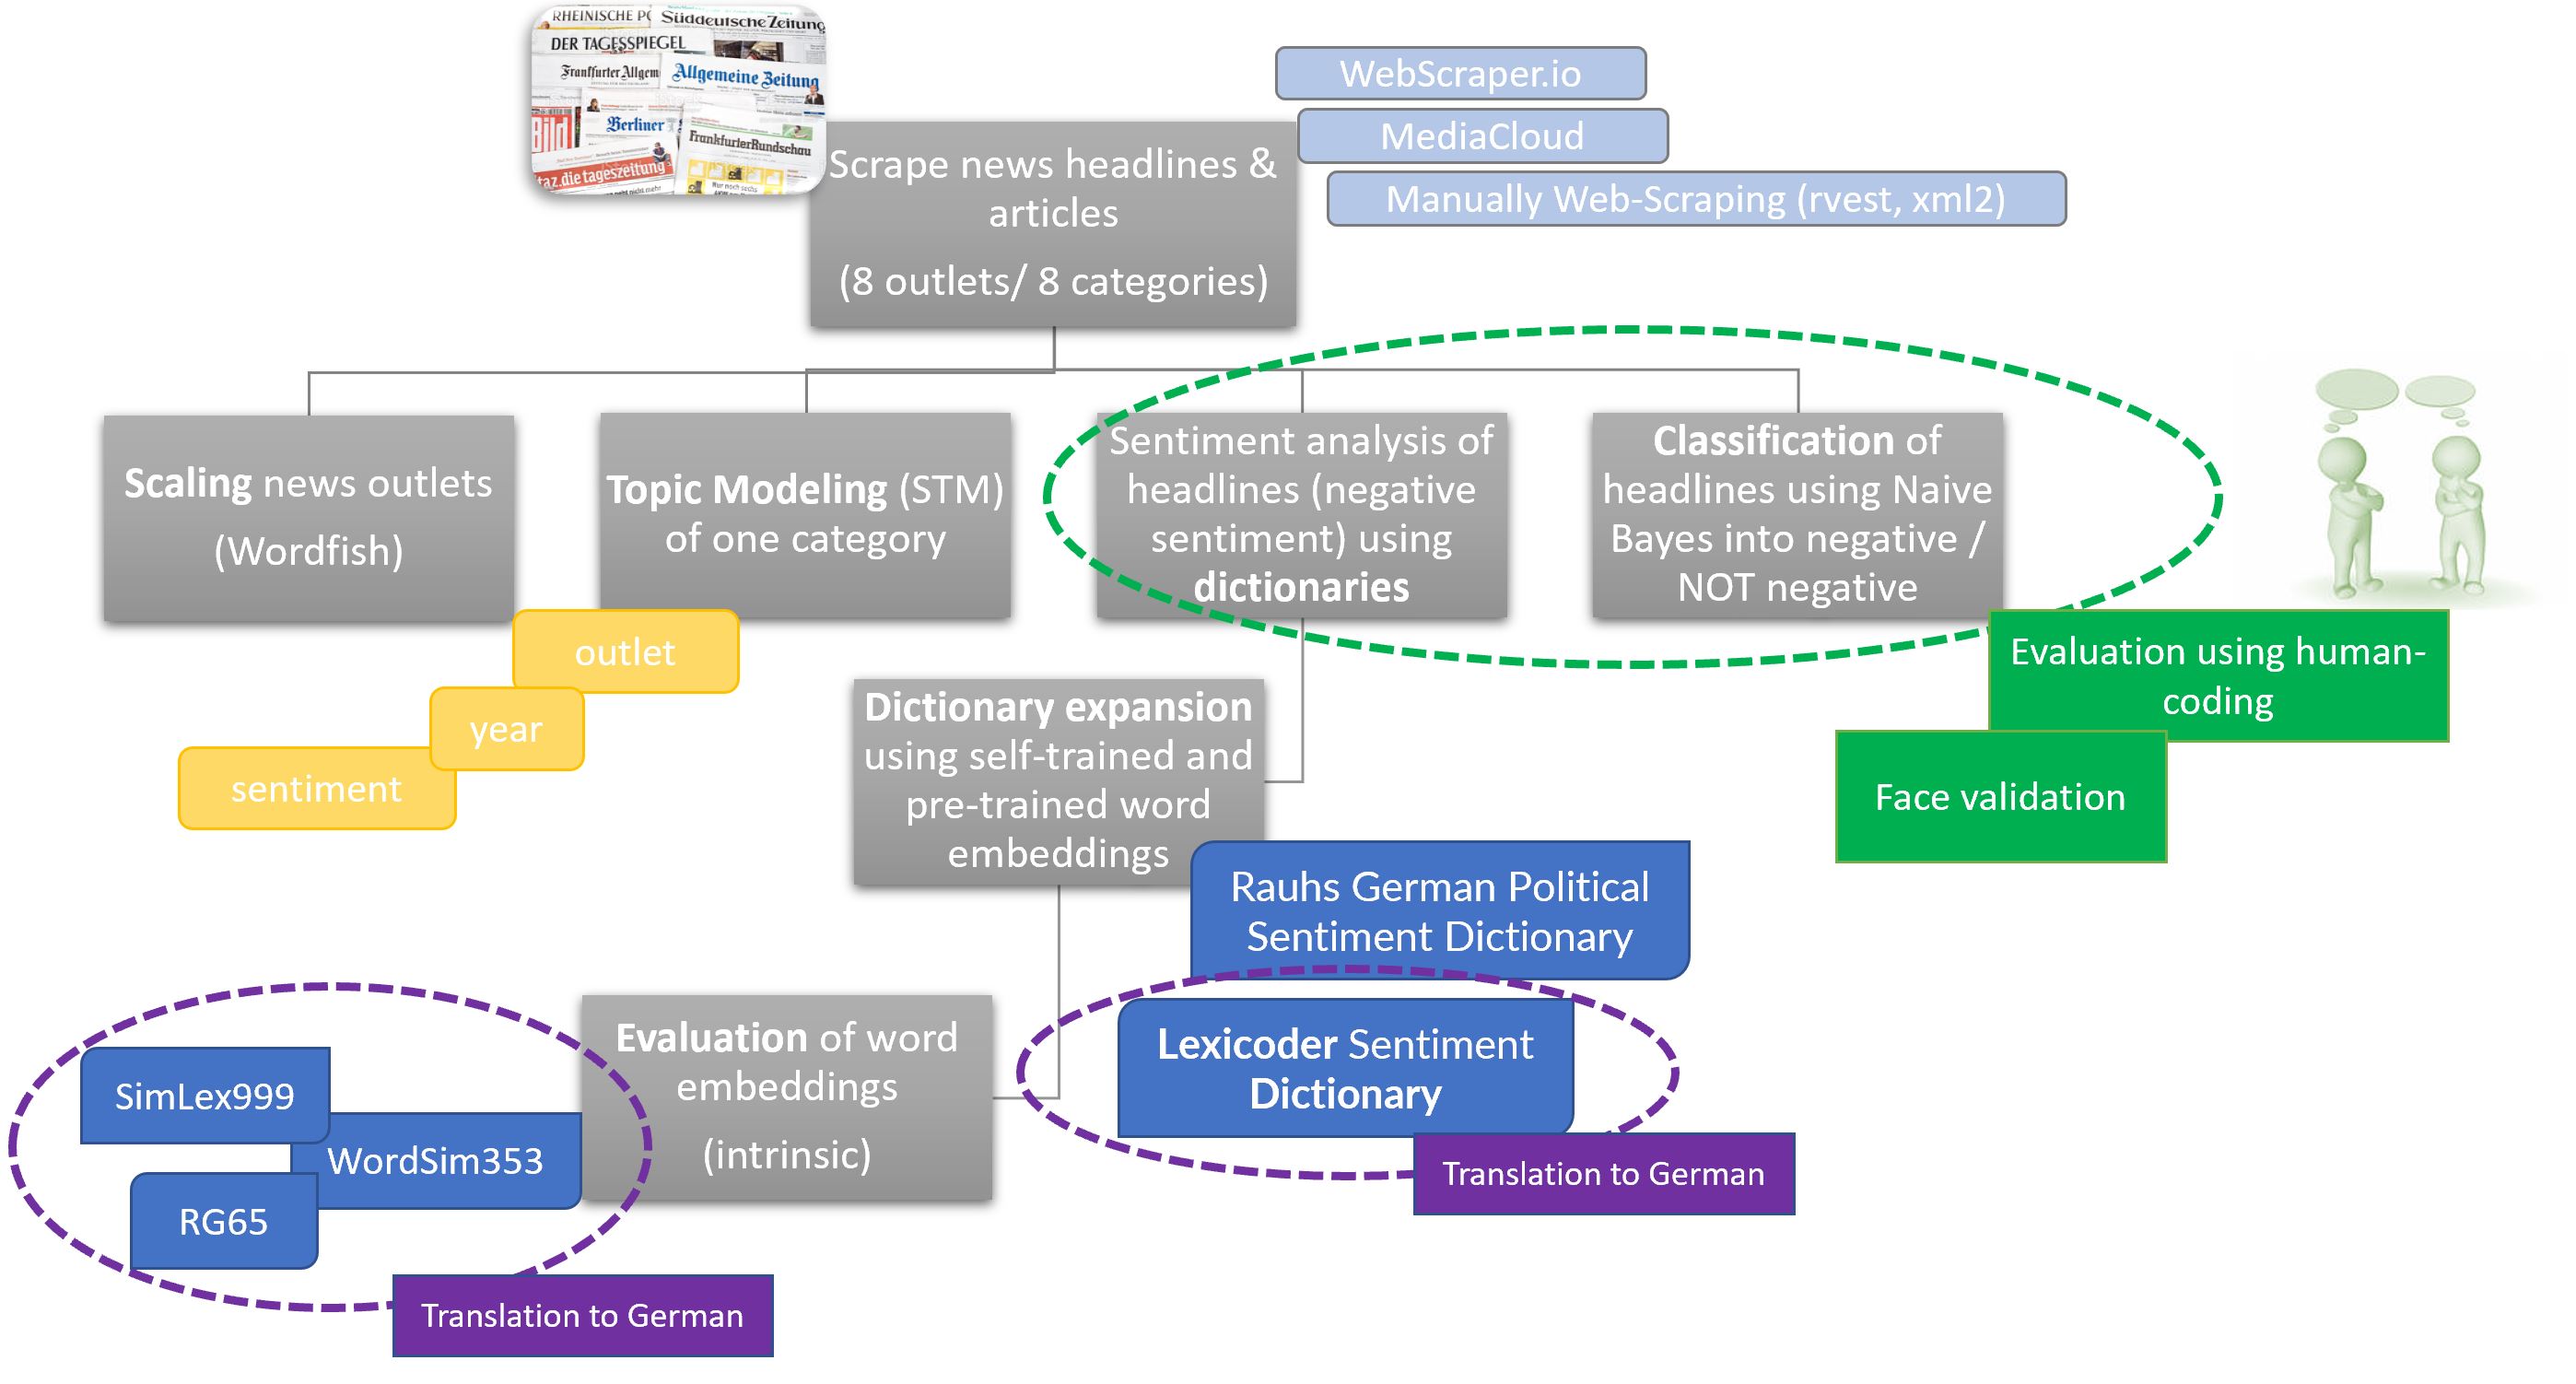 RHEINISCHE PO
Süddeutsche Zeitung
DER TAGESSPIEGEL
Frankfurter Allgem
Allgemeine Zeitung
Bild
Berliner
FrankfurterRundschau
taz.die tageszeitung
Nur noch sechs
WebScraper.io
MediaCloud
Manually Web-Scraping (rvest, xml2)
Scrape news headlines &
articles
(8 outlets/ 8 categories)
Scaling news outlets
(Wordfish)
Topic Modeling (STM)
of one category
Sentiment analysis of
headlines (negative
sentiment) using
dictionaries
Classification of
headlines using Naive
Bayes into negative /
NOT negative
outlet
year
sentiment
Evaluation using human-
coding
Face validation
Dictionary expansion
using self-trained and
pre-trained word
embeddings
Rauhs German Political
Sentiment Dictionary
Lexicoder Sentiment
Dictionary
Translation to German
Evaluation of word
embeddings
(intrinsic)
SimLex999
WordSim353
RG65
Translation to German